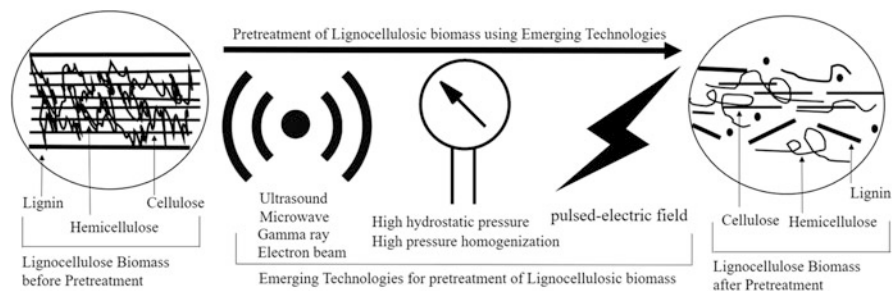 Pretreatment of Lignocellulosic biomass using Emerging Technologies
Lignin
Cellulose
Hemicellulose
Lignocellulose Biomass
before Pretreatment
Ultrasound
Microwave
Gamma ray
Electron beam
High hydrostatic pressure
High pressure homogenization
pulsed-electric field
Emerging Technologies for pretreatment of Lignocellulosic biomass
Lignin
Cellulose
Hemicellulose
Lignocellulose Biomass
after Pretreatment